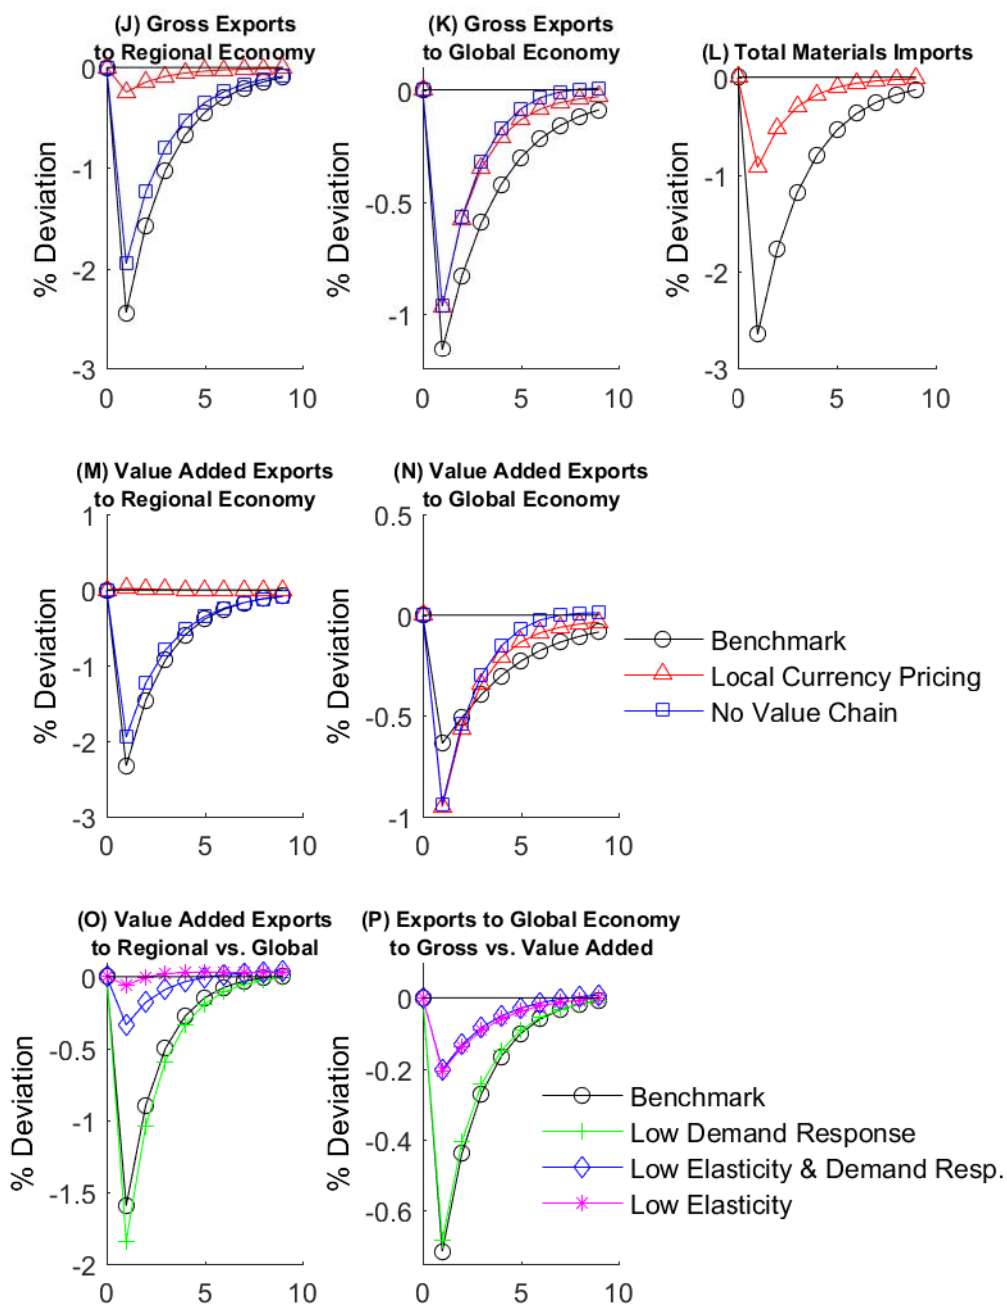 (J) Gross Exports
to Regional Economy
(K) Gross Exports
to Global Economy
(L) Total Materials Imports
% Deviation
0
-1
-2
-3
0
5
10
% Deviation
0
-0.5
-1
0
5
10
% Deviation
0
-1
-2
-3
0
5
10
(M) Value Added Exports
to Regional Economy
(N) Value Added Exports
to Global Economy
% Deviation
1
0
-1
-2
-3
0
5
10
% Deviation
0.5
0
-0.5
-1
0
5
10
Benchmark
Local Currency Pricing
No Value Chain
(O) Value Added Exports
to Regional vs. Global
(P) Exports to Global Economy
to Gross vs. Value Added
% Deviation
0
-0.5
-1
-1.5
-2
0
5
10
% Deviation
0
-0.2
-0.4
-0.6
0
5
10
Benchmark
Low Demand Response
Low Elasticity & Demand Resp.
Low Elasticity